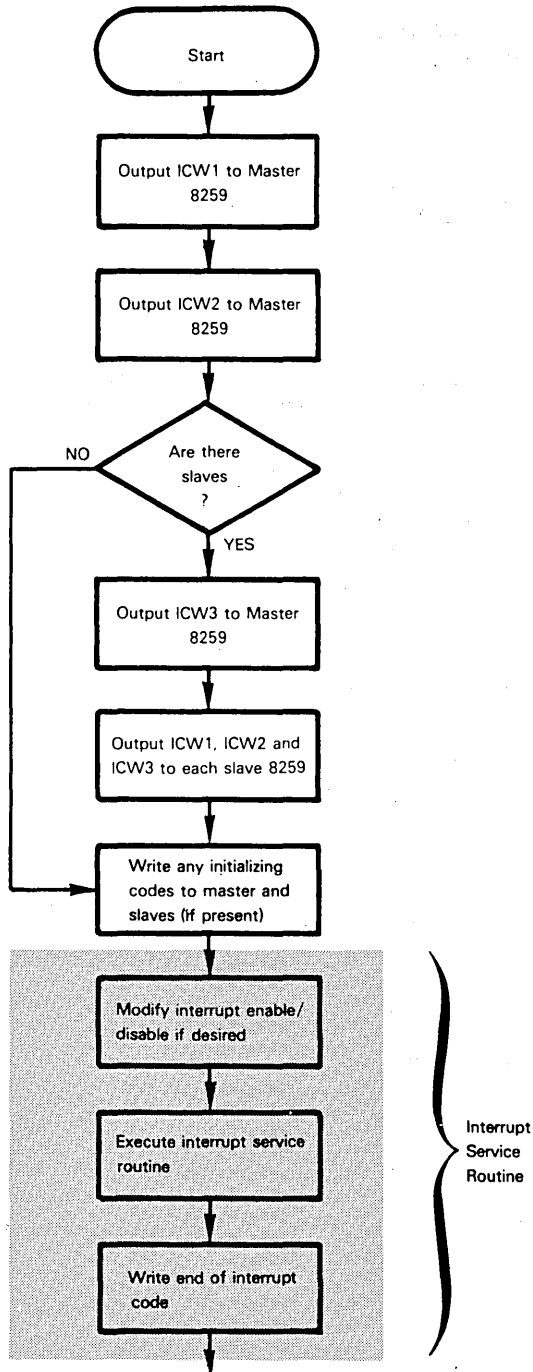 Start
Output ICW1 to Master
8259
Output ICW2 to Master
8259
Are there
slaves
?
NO
YES
Output ICW3 to Master
8259
Output ICW1, ICW2 and
ICW3 to each slave 8259
Write any initializing
codes to master and
slaves (if present)
Modify interrupt enable/
disable if desired
Execute interrupt service
routine
Write end of interrupt
code
Interrupt
Service
Routine